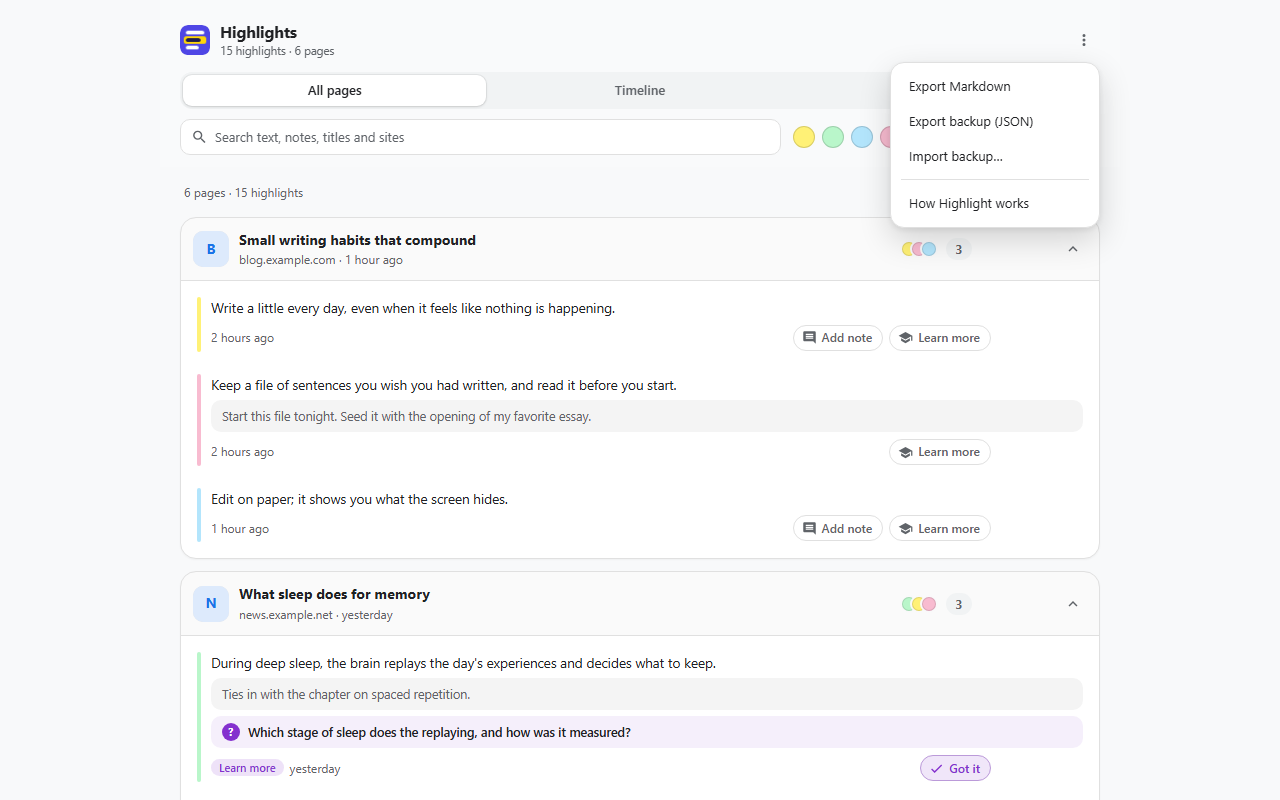 Highlights
15 highlights · 6 pages
All pages
Timeline
Export Markdown
Export backup (JSON)
Import backup...
How Highlight works
Search text, notes, titles and sites
6 pages · 15 highlights
B
Small writing habits that compound
blog.example.com · 1 hour ago
3
Write a little every day, even when it feels like nothing is happening.
2 hours ago
Add note
Learn more
Keep a file of sentences you wish you had written, and read it before you start.
Start this file tonight. Seed it with the opening of my favorite essay.
2 hours ago
Learn more
Edit on paper; it shows you what the screen hides.
1 hour ago
Add note
Learn more
N
What sleep does for memory
news.example.net · yesterday
3
During deep sleep, the brain replays the day's experiences and decides what to keep.
Ties in with the chapter on spaced repetition.
? Which stage of sleep does the replaying, and how was it measured?
Learn more yesterday
Got it